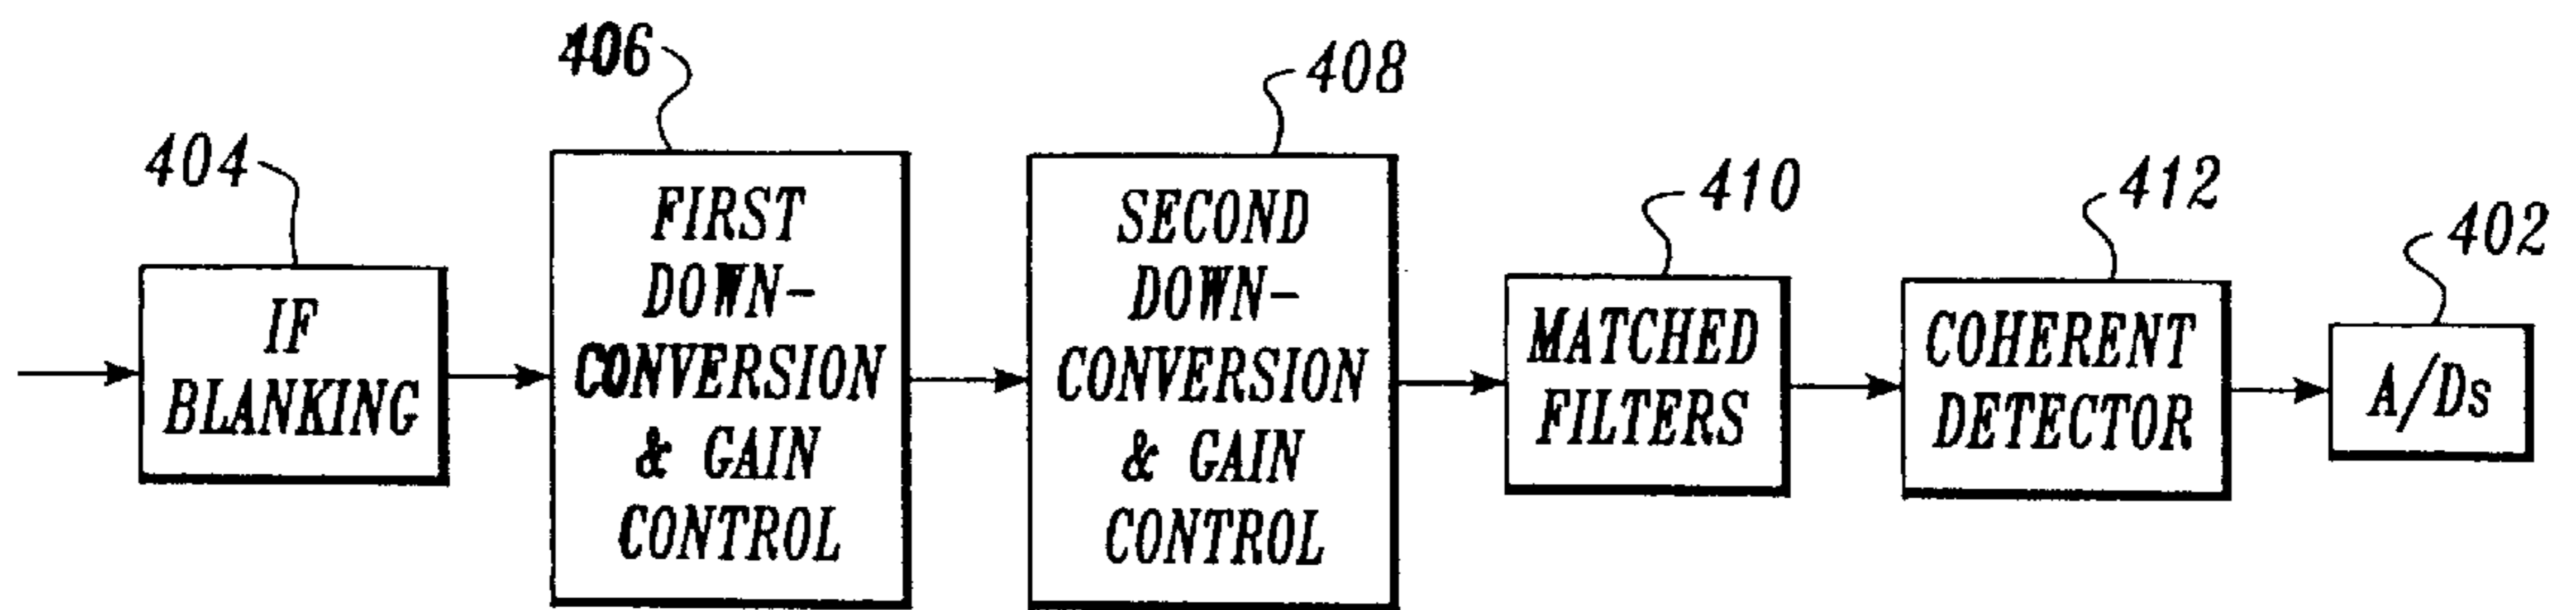 404
IF
BLANKING
406
FIRST
DOWN-
CONVERSION
& GAIN
CONTROL
408
SECOND
DOWN-
CONVERSION
& GAIN
CONTROL
410
MATCHED
FILTERS
412
COHERENT
DETECTOR
402
A/Ds